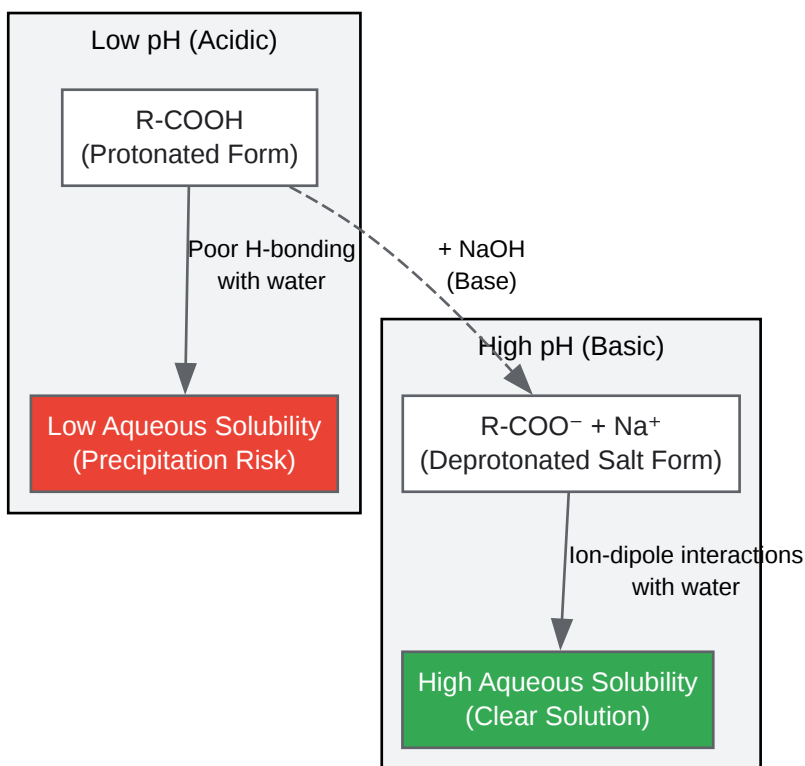 Low pH (Acidic)
R-COOH
(Protonated Form)
Poor H-bonding
with water
+ NaOH
(Base)
Low Aqueous Solubility
(Precipitation Risk)
High pH (Basic)
R-COO⁻ + Na⁺
(Deprotonated Salt Form)
Ion-dipole interactions
with water
High Aqueous Solubility
(Clear Solution)